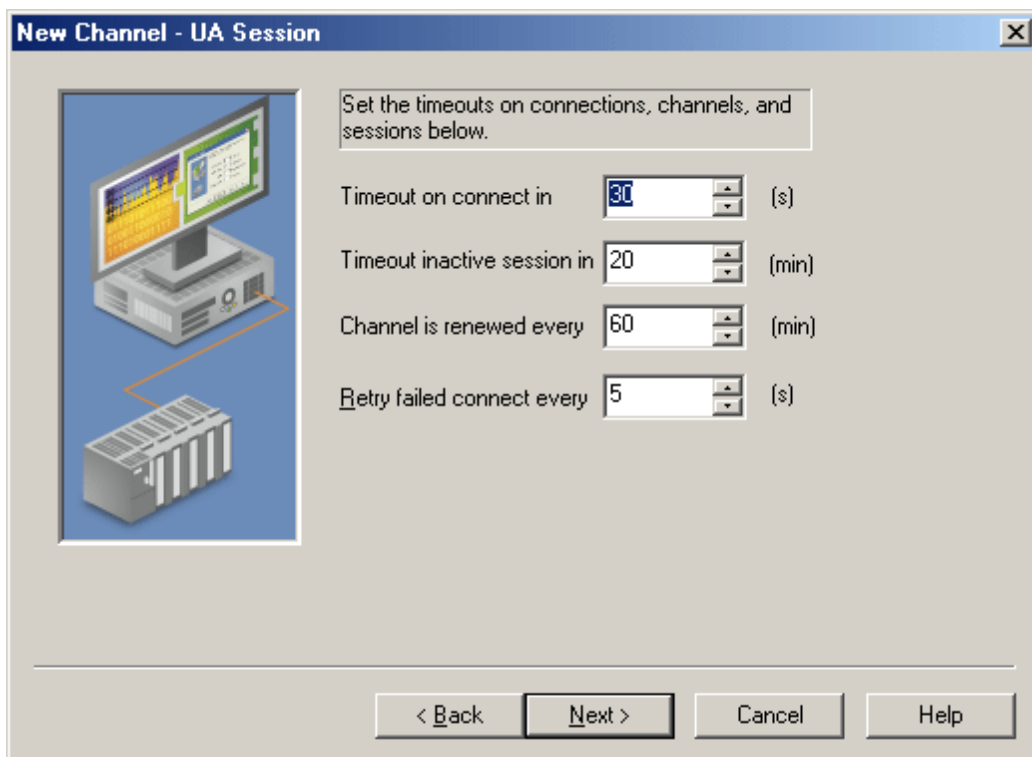 New Channel - UA Session
Set the timeouts on connections, channels, and
sessions below.
Timeout on connect in 30 (s)
Timeout inactive session in 20 (min)
Channel is renewed every 60 (min)
Retry failed connect every 5 (s)
< Back Next > Cancel Help